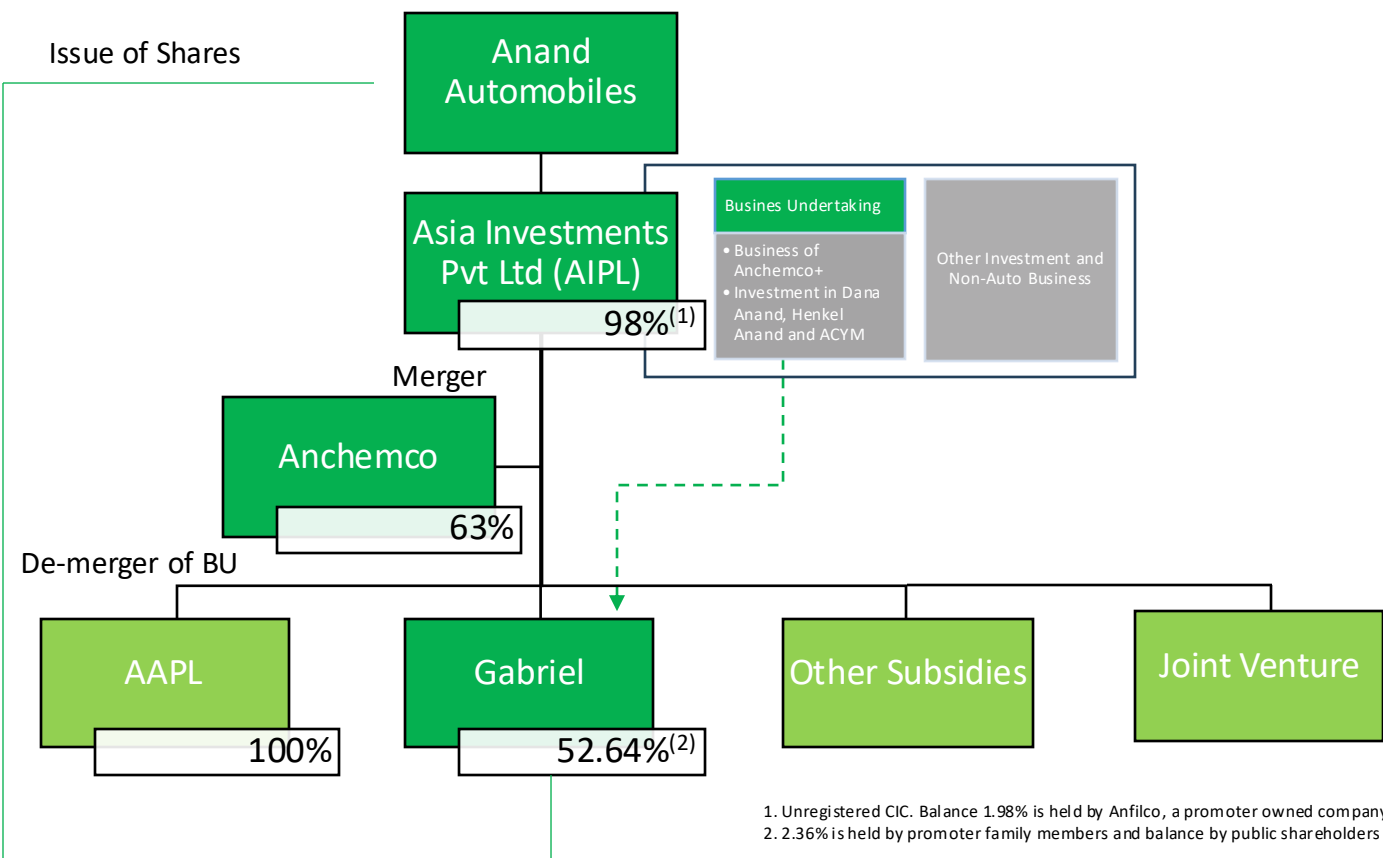 Issue of Shares
Anand
Automobiles
Asia Investments
Pvt Ltd (AIPL)
98%(1)
Busines Undertaking
• Business of
Anchemco+
• Investment in Dana
Anand, Henkel
Anand and ACYM
Other Investment and
Non-Auto Business
Merger
Anchemco
63%
De-merger of BU
AAPL
100%
Gabriel
52.64%(2)
Other Subsidies
Joint Venture
1. Unregistered CIC. Balance 1.98% is held by Anfilco, a promoter owned company
2. 2.36% is held by promoter family members and balance by public shareholders